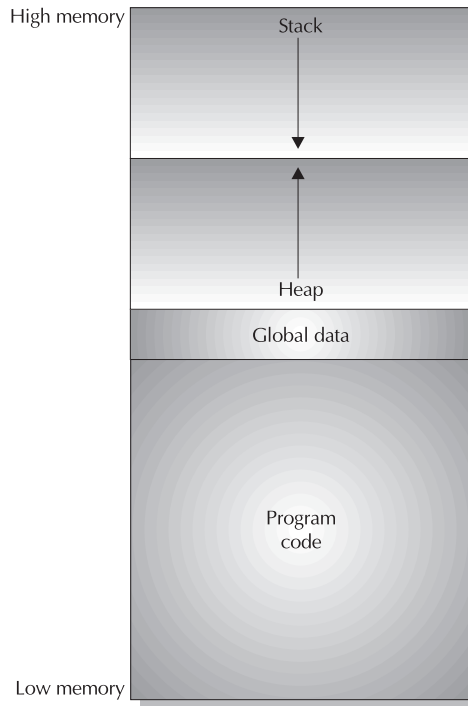 High memory
Stack
Heap
Global data
Program
code
Low memory